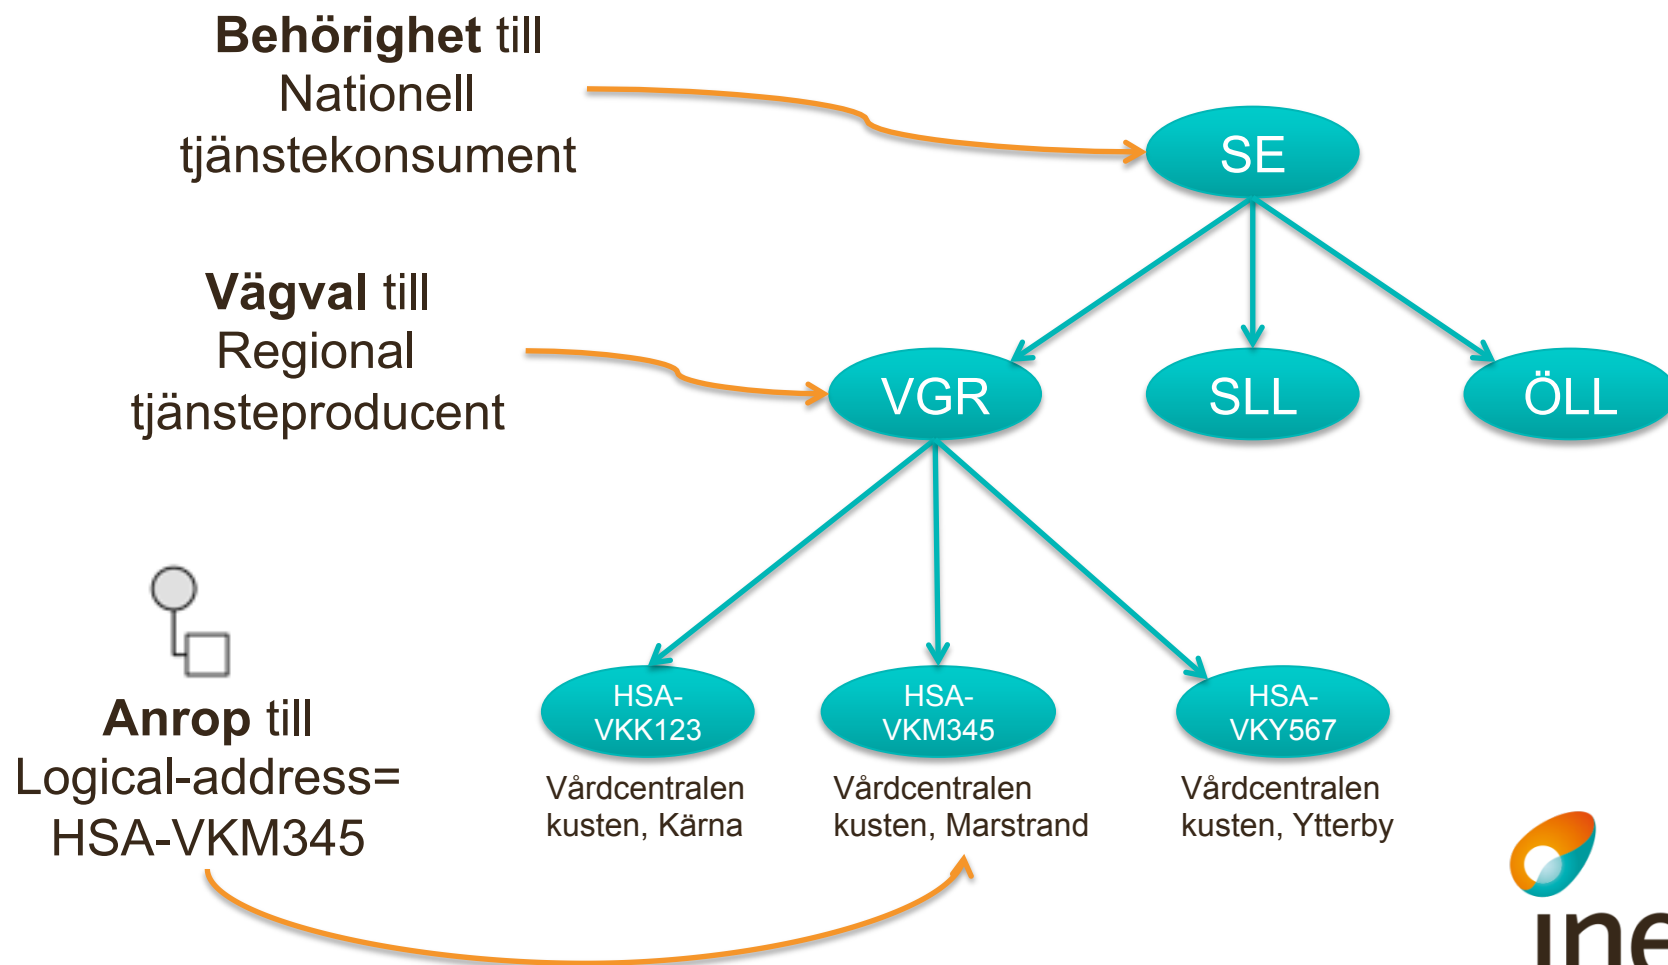 Behörighet till
Nationell
tjänstekonsument
SE
Vägval till
Regional
tjänsteproducent
VGR
SLL
ÖLL
Anrop till
Logical-address=
HSA-VKM345
HSA-
VKK123
HSA-
VKM345
HSA-
VKY567
Vårdcentralen
kusten, Kärna
Vårdcentralen
kusten, Marstrand
Vårdcentralen
kusten, Ytterby